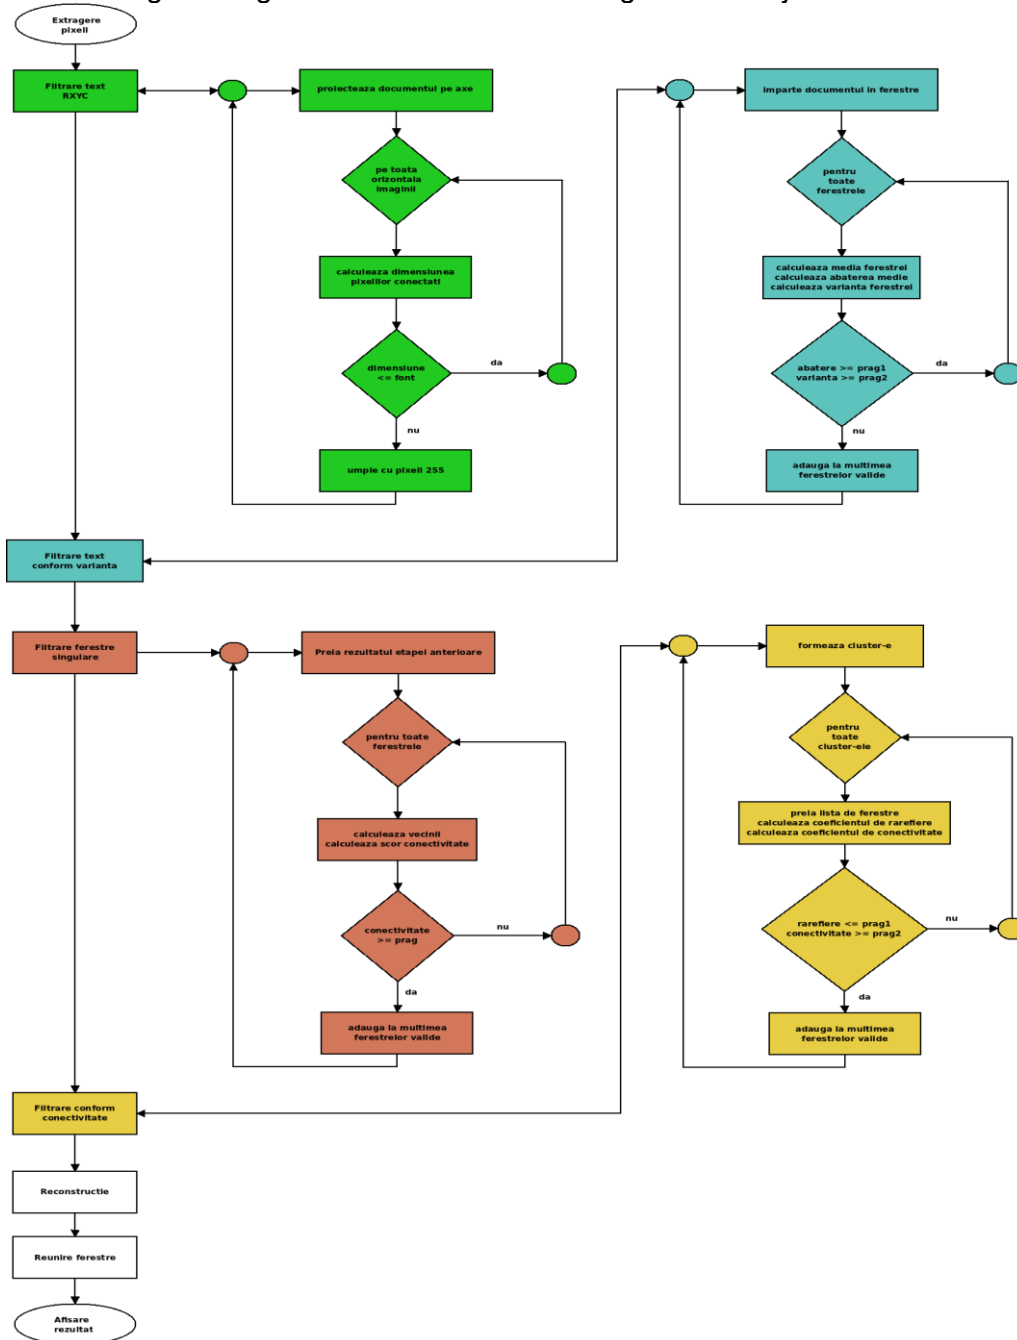 Extragere
pixeli
Filtrare text
RXYC
proiecteaza documentul pe axe
pe toata
orizontala
imaginii
calculeaza dimensiunea
pixelilor conectati
dimensiune
<= font
da
nu
umple cu pixeli 255
imparte documentul in ferestre
pentru
toate
ferestrele
calculeaza media ferestrei
calculeaza abaterea medie
calculeaza varianta ferestrei
abatere >= prag1
varianta >= prag2
da
nu
adauga la multimea
ferestrelor valide
Filtrare text
conform varianta
Filtrare ferestre
singulare
Preia rezultatul etapei anterioare
pentru toate
ferestrele
calculeaza vecinii
calculeaza scor conectivitate
conectivitate
>= prag
nu
da
adauga la multimea
ferestrelor valide
formeaza cluster-e
pentru
toate
cluster-ele
preia lista de ferestre
calculeaza coeficientul de rarefiere
calculeaza coeficientul de conectivitate
rarefiere <= prag1
conectivitate >= prag2
nu
da
adauga la multimea
ferestrelor valide
Filtrare conform
conectivitate
Reconstructie
Reunire ferestre
Afisare
rezultat